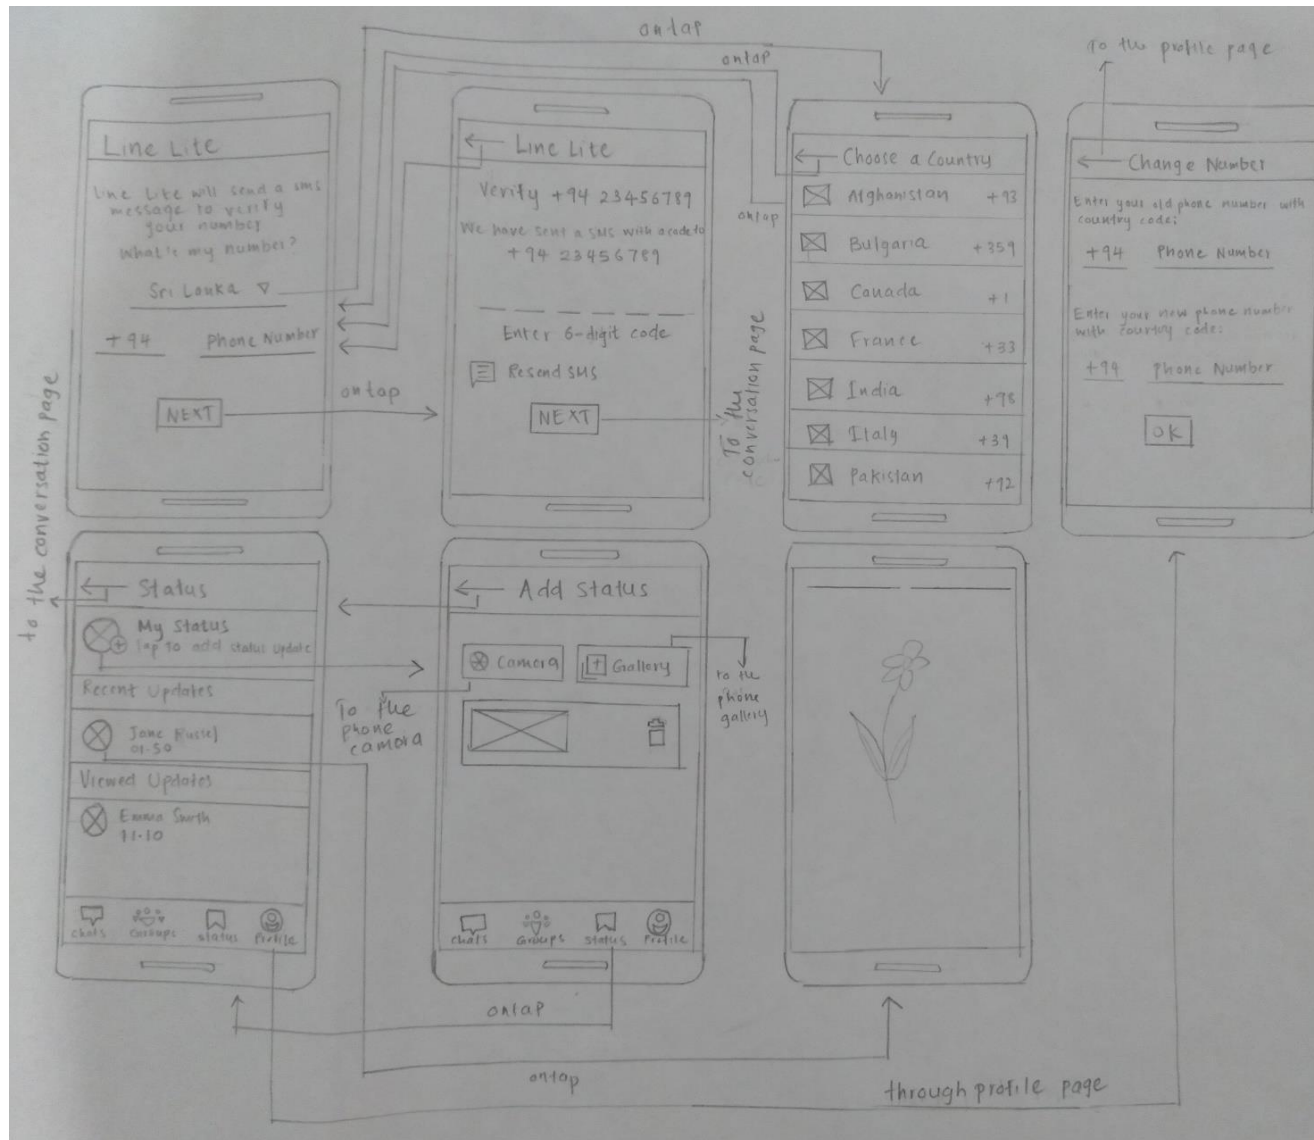 ontap
ontap
To the profile page
Line Lite
Line Lite will send a sms
message to verify
your number
What's my number?
Sri Lanka
+94 Phone Number
NEXT
ontap
Line Lite
Verify +94 23456789
We have sent a SMS with a code to
+94 23456789
Enter 6-digit code
Resend SMS
NEXT
ontap
To the
conversation page
Choose a Country
Afghanistan +93
Bulgaria +359
Canada +1
France +33
India +98
Italy +39
Pakistan +92
Change Number
Enter your old phone number with
country code:
+94 Phone Number
Enter your new phone number
with country code:
+94 Phone Number
OK
to the conversation page
Status
My Status
Tap to add status update
Recent Updates
Jane Russel
01.50
Viewed Updates
Emma Smith
11.10
Chats Groups Status Profile
To the
phone
camera
Add Status
Camera Gallery
to the
phone
gallery
Chats Groups Status Profile
ontap
ontap
through profile page